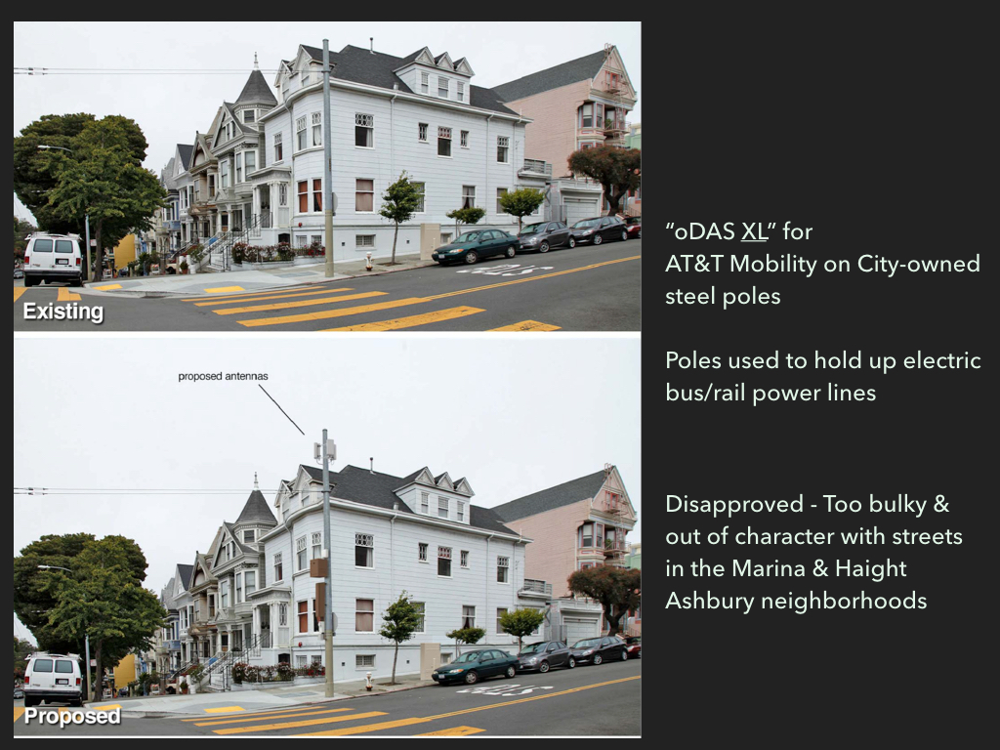 Existing
proposed antennas
Proposed
“oDAS XL” for
AT&T Mobility on City-owned
steel poles
Poles used to hold up electric
bus/rail power lines
Disapproved - Too bulky &
out of character with streets
in the Marina & Haight
Ashbury neighborhoods